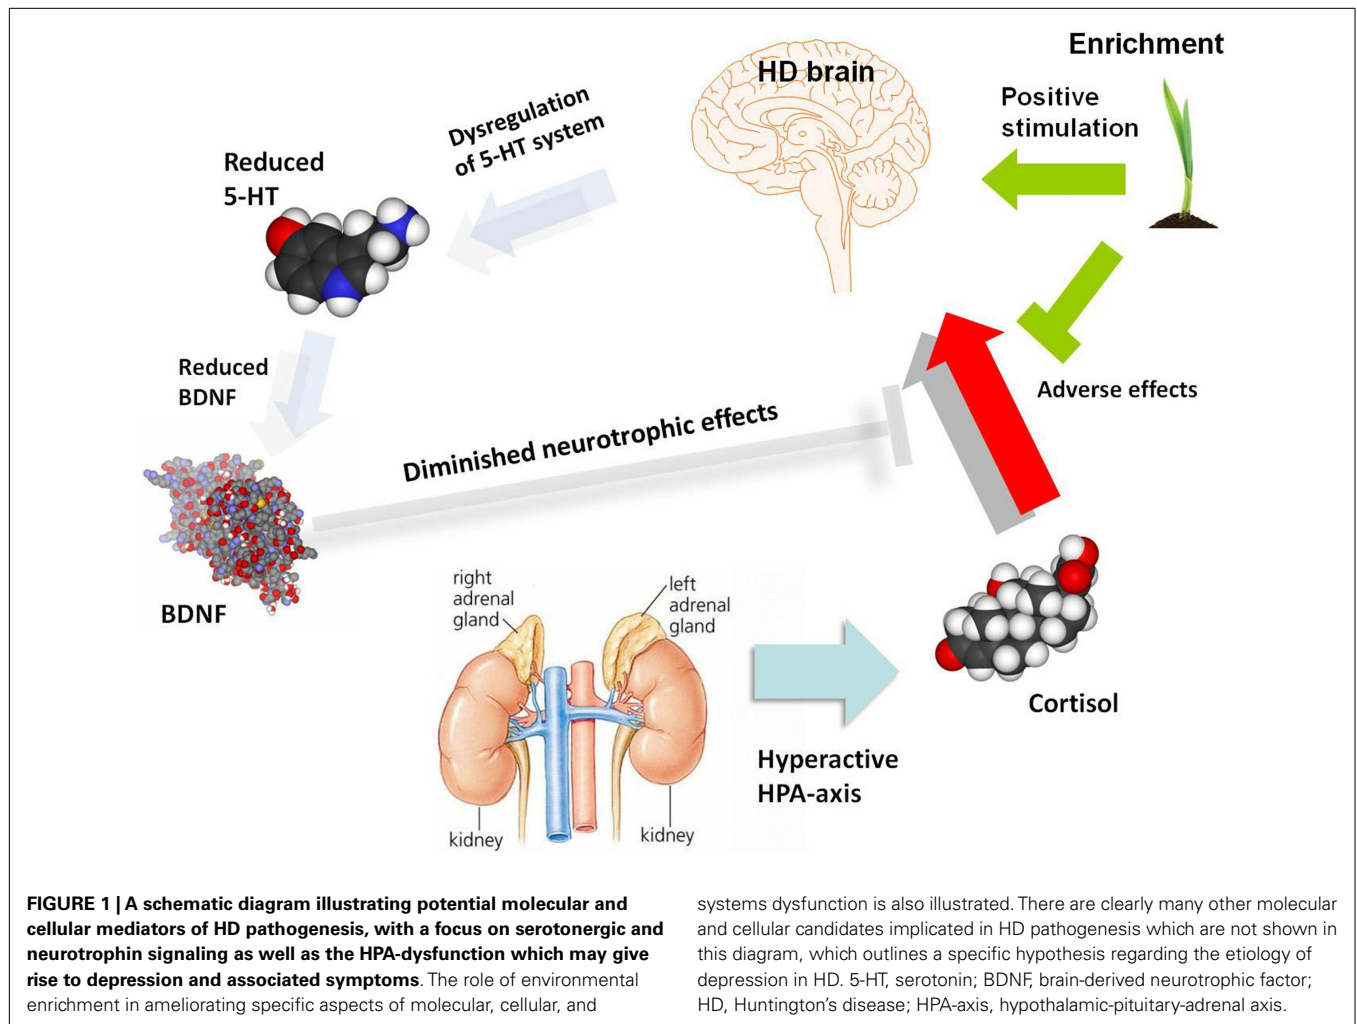 Enrichment
HD brain
Positive
stimulation
Dysregulation
of 5-HT system
Reduced
5-HT
Reduced
BDNF
Adverse effects
Diminished neurotrophic effects
BDNF
right
adrenal
gland
left
adrenal
gland
Cortisol
Hyperactive
HPA-axis
kidney
kidney
FIGURE 1 | A schematic diagram illustrating potential molecular and
cellular mediators of HD pathogenesis, with a focus on serotonergic and
neurotrophin signaling as well as the HPA-dysfunction which may give
rise to depression and associated symptoms. The role of environmental
enrichment in ameliorating specific aspects of molecular, cellular, and
systems dysfunction is also illustrated. There are clearly many other molecular
and cellular candidates implicated in HD pathogenesis which are not shown in
this diagram, which outlines a specific hypothesis regarding the etiology of
depression in HD. 5-HT, serotonin; BDNF, brain-derived neurotrophic factor;
HD, Huntington's disease; HPA-axis, hypothalamic-pituitary-adrenal axis.